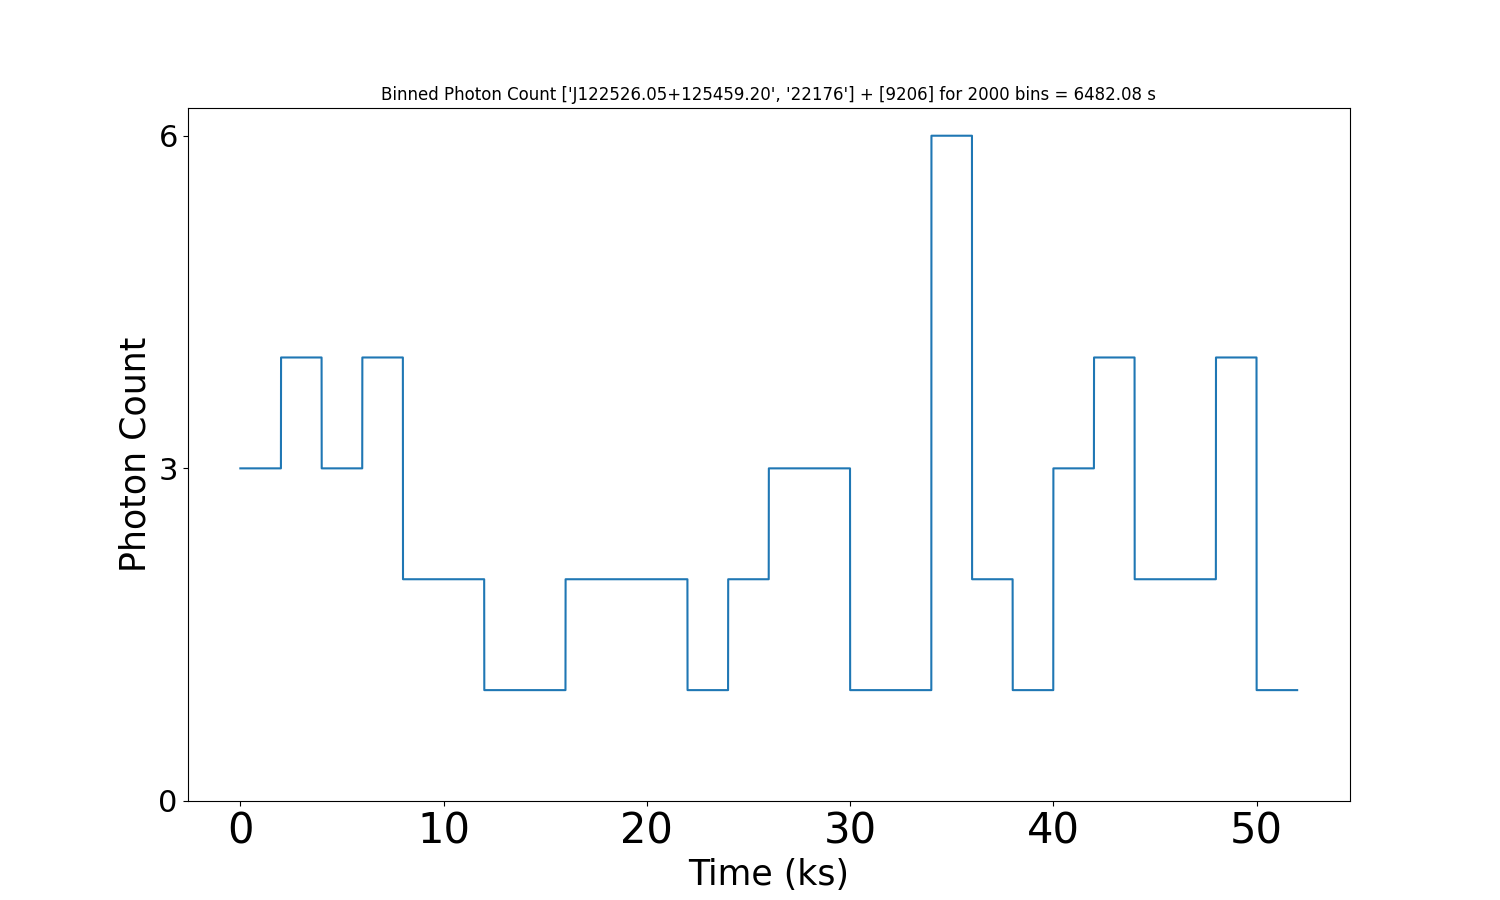 Binned Photon Count ['J122526.05+125459.20', '22176'] + [9206] for 2000 bins = 6482.08 s
6
3
0
Photon Count
0 10 20 30 40 50
Time (ks)